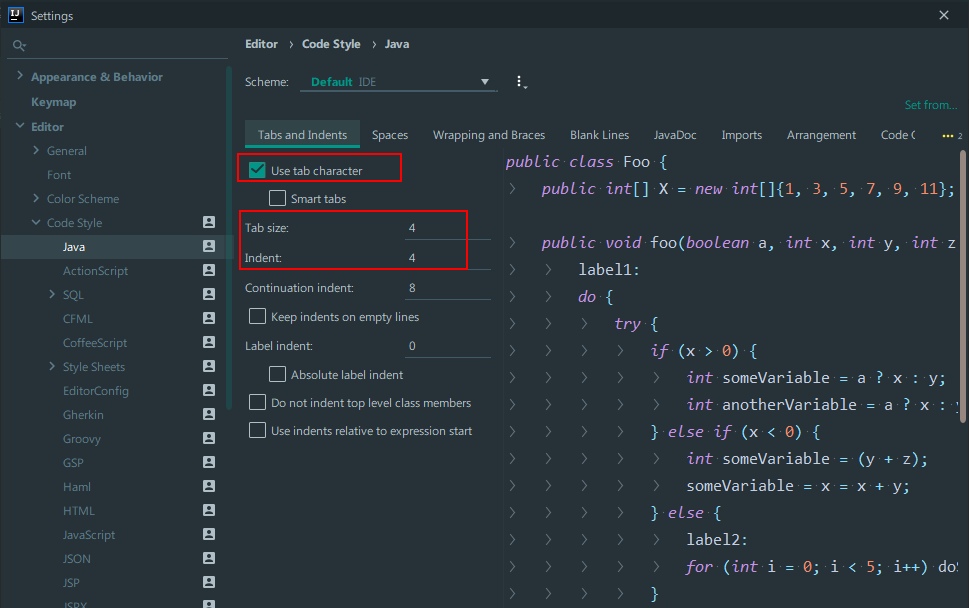 IJ Settings
Editor › Code Style › Java
Scheme: Default IDE
Set from...
Appearance & Behavior
Keymap
Editor
General
Font
Color Scheme
Code Style
Java
ActionScript
SQL
CFML
CoffeeScript
Style Sheets
EditorConfig
Gherkin
Groovy
GSP
Haml
HTML
JavaScript
JSON
JSP
JSPX
Tabs and Indents Spaces Wrapping and Braces Blank Lines JavaDoc Imports Arrangement Code 2
Use tab character
Smart tabs
Tab size: 4
Indent: 4
Continuation indent: 8
Keep indents on empty lines
Label indent: 0
Absolute label indent
Do not indent top level class members
Use indents relative to expression start
public class Foo {
public int[] X = new int[]{1, 3, 5, 7, 9, 11};
public void foo(boolean a, int x, int y, int z
label1:
do {
try {
if (x > 0) {
int someVariable = a ? x : y;
int anotherVariable = a ? x :
} else if (x < 0) {
int someVariable = (y + z);
someVariable = x = x + y;
} else {
label2:
for (int i = 0; i < 5; i++) doS
}